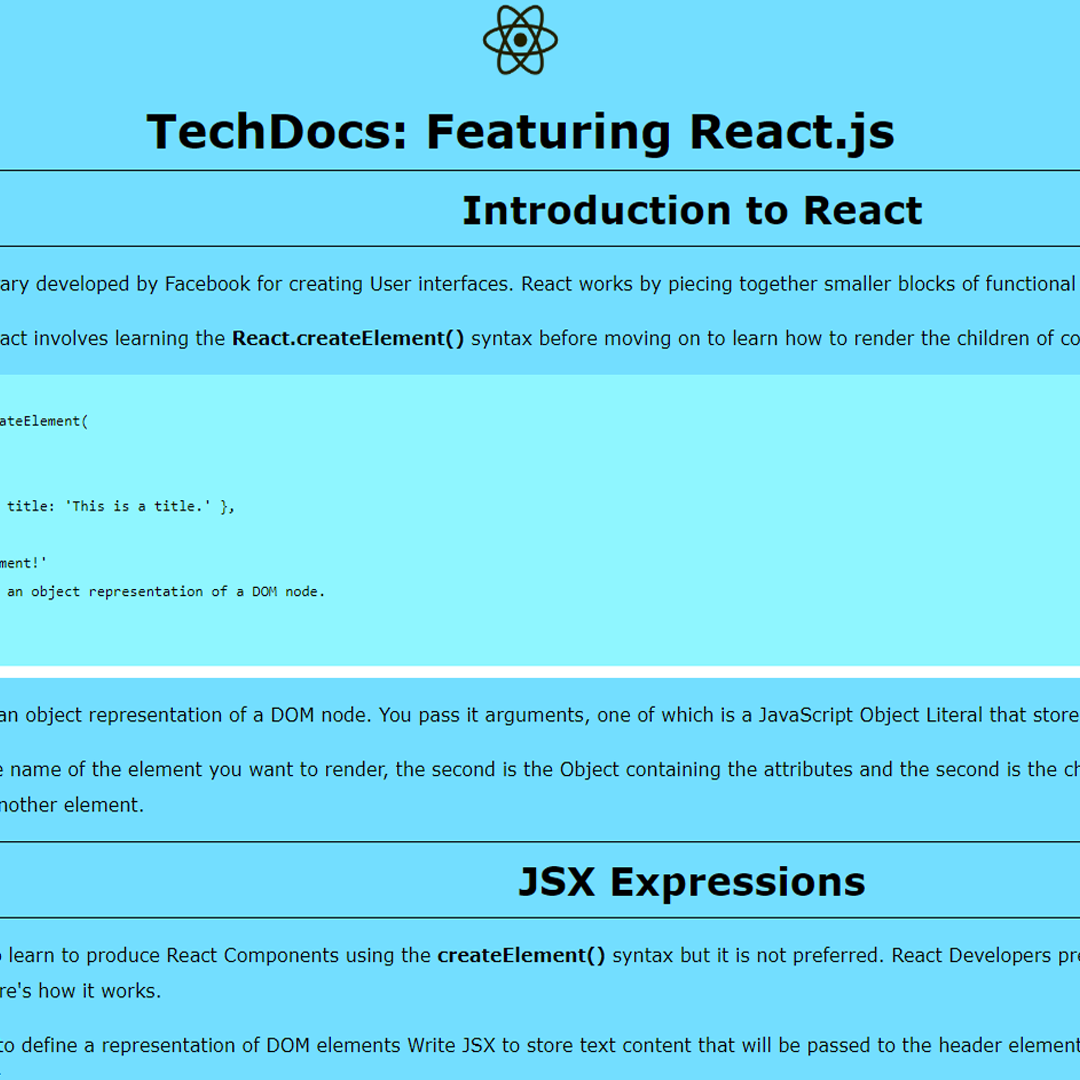 TechDocs: Featuring React.js
Introduction to React
ary developed by Facebook for creating User interfaces. React works by piecing together smaller blocks of functional
act involves learning the React.createElement() syntax before moving on to learn how to render the children of co
ateElement(
title: 'This is a title.' },
ment!'
an object representation of a DOM node.
an object representation of a DOM node. You pass it arguments, one of which is a JavaScript Object Literal that store
e name of the element you want to render, the second is the Object containing the attributes and the second is the ch
nother element.
JSX Expressions
o learn to produce React Components using the createElement() syntax but it is not preferred. React Developers pre
re's how it works.
to define a representation of DOM elements Write JSX to store text content that will be passed to the header element